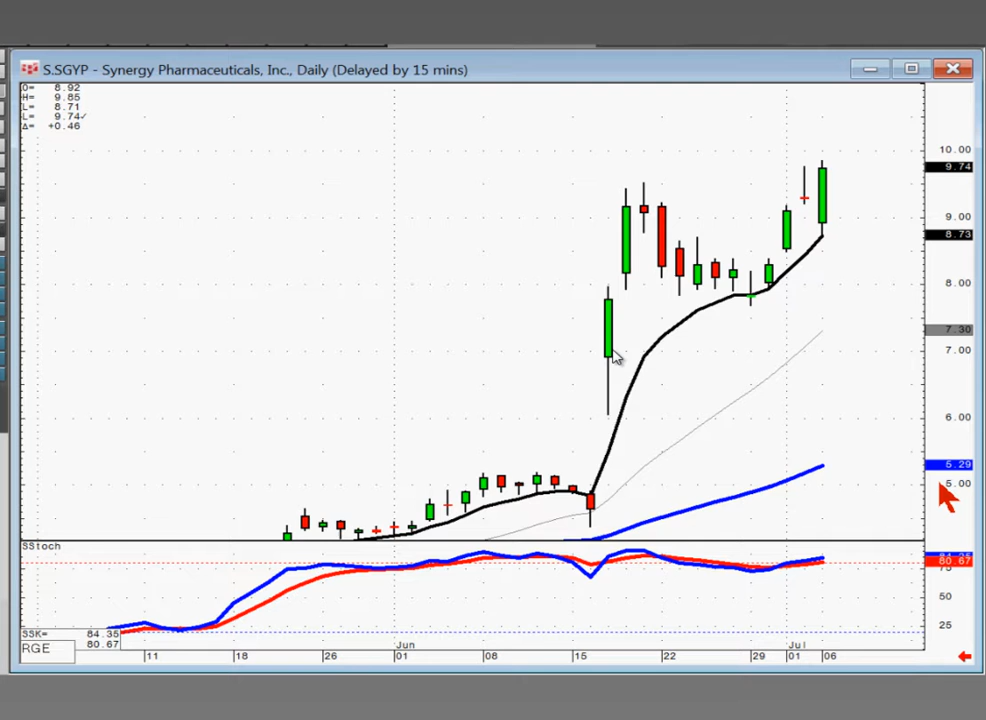 S.SGYP - Synergy Pharmaceuticals, Inc., Daily (Delayed by 15 mins)
O= 8.92
H= 9.85
L= 8.71
L= 9.74✓
Δ= +0.46
10.00
9.74
9.00
8.73
8.00
7.30
7.00
6.00
5.29
5.00
SStoch
80.67
75
50
25
SSK= 84.35
80.67
RGE
Jun
Jul
11
18
26
01
08
15
22
29
01
06